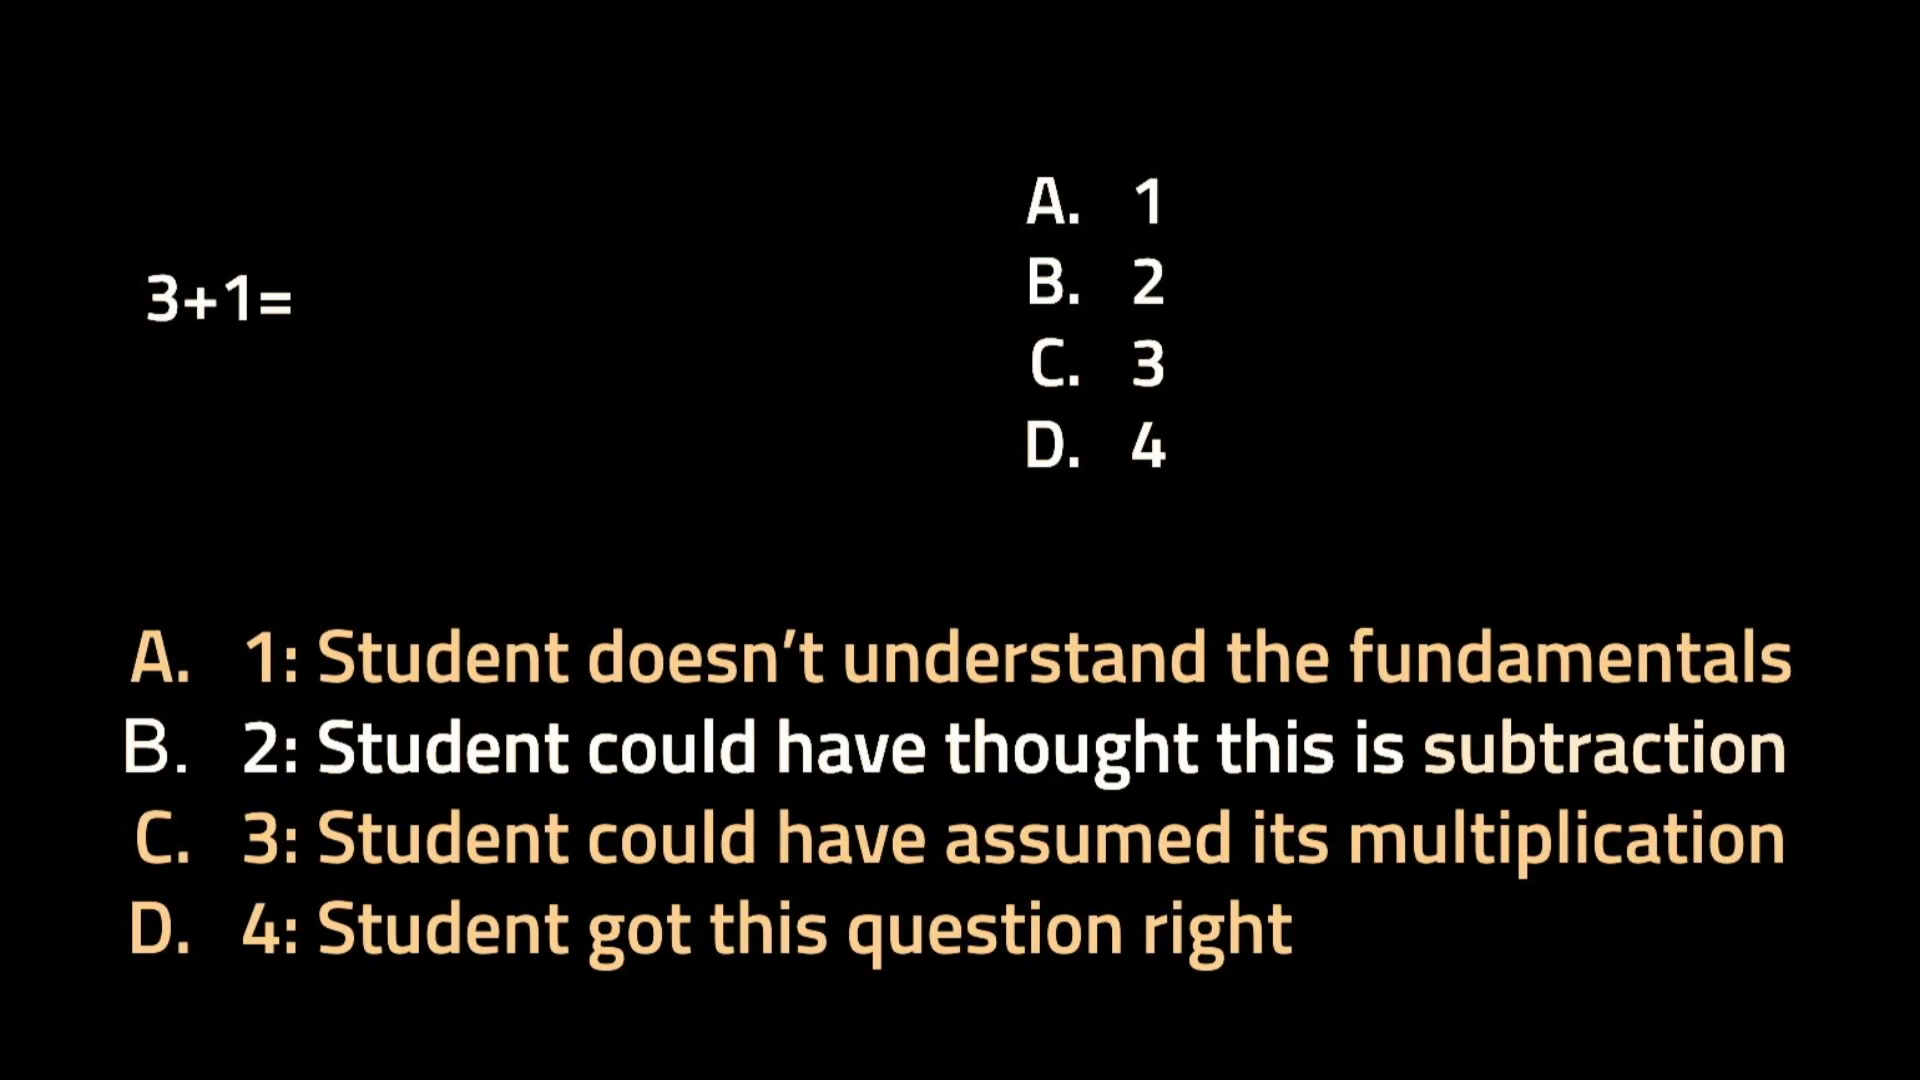 3+1=
A. 1
B. 2
C. 3
D. 4
A. 1: Student doesn’t understand the fundamentals
B. 2: Student could have thought this is subtraction
C. 3: Student could have assumed its multiplication
D. 4: Student got this question right